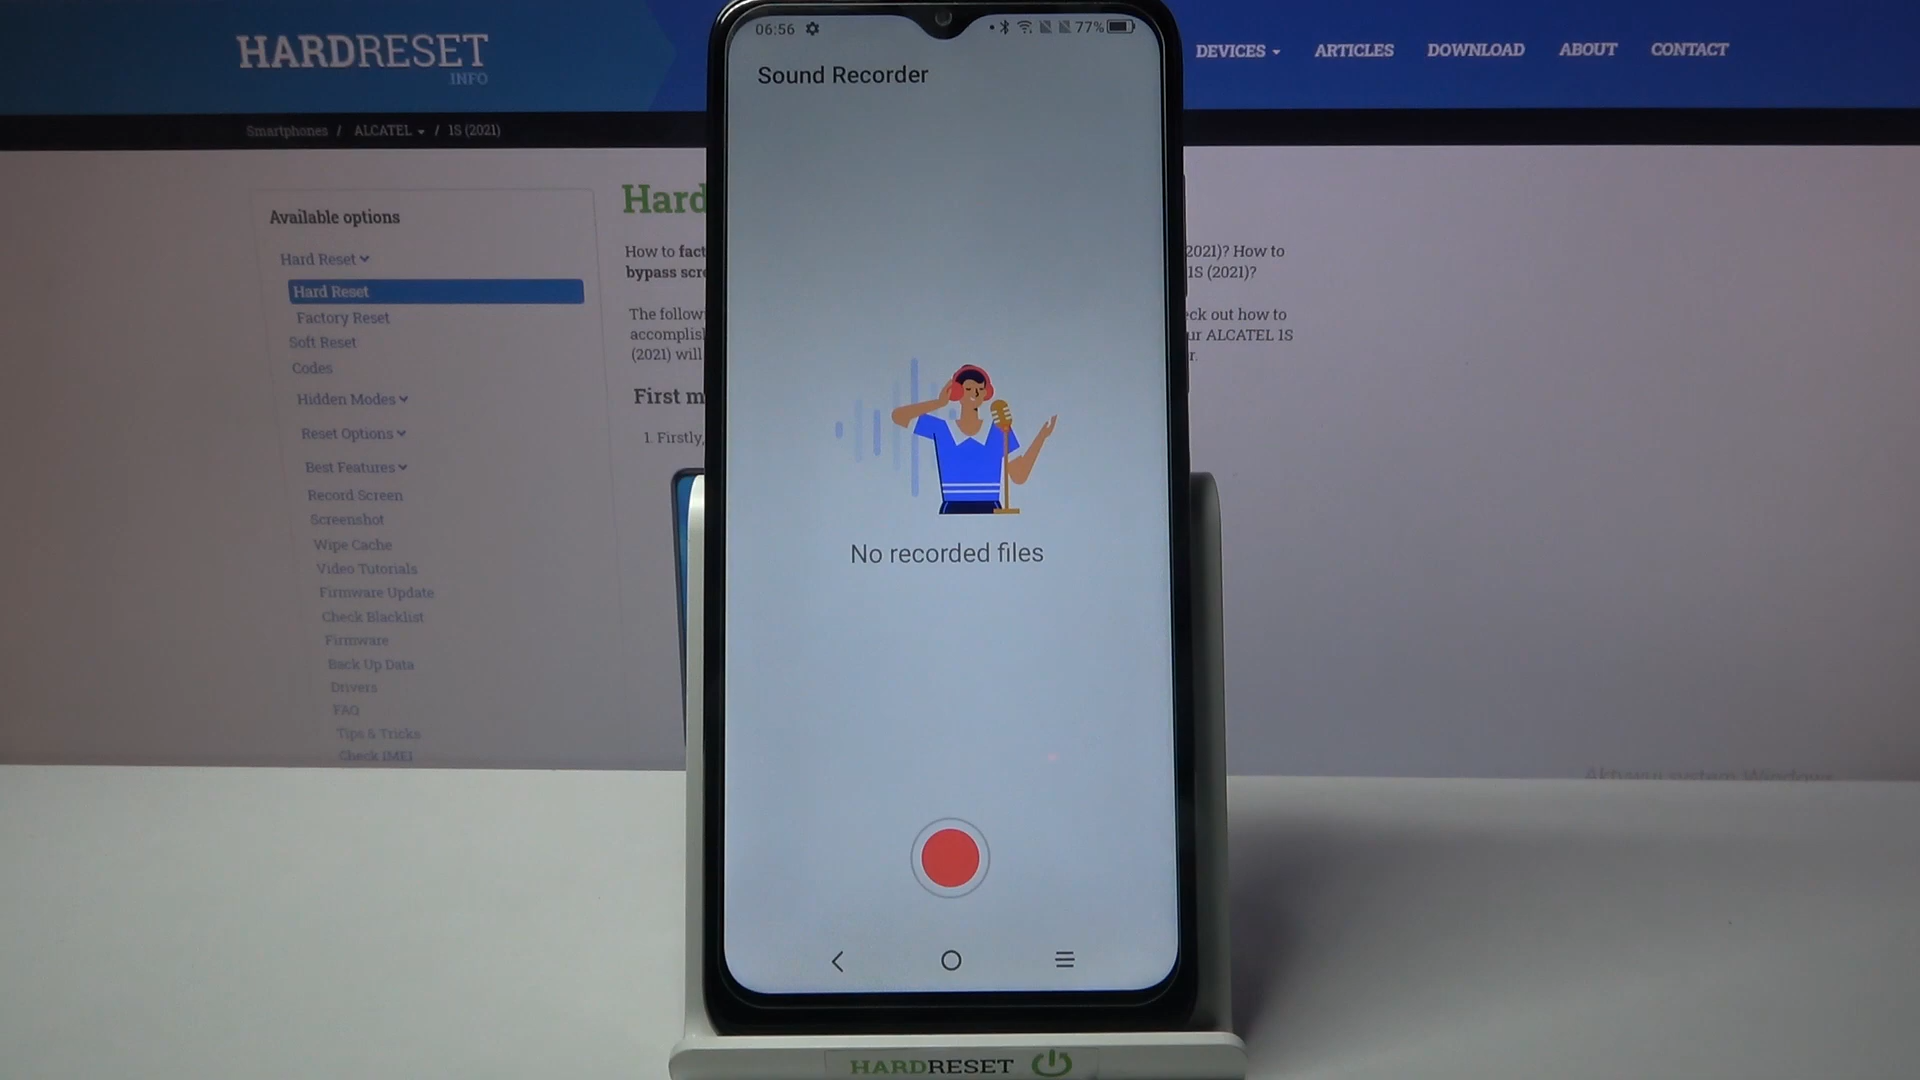 HARDRESET
INFO
DEVICES
ARTICLES
DOWNLOAD
ABOUT
CONTACT
Smartphones / ALCATEL / 1S (2021)
Available options
Hard Reset
Hard Reset
Factory Reset
Soft Reset
Codes
Hidden Modes
Reset Options
Best Features
Record Screen
Screenshot
Wipe Cache
Video Tutorials
Firmware Update
Check Blacklist
Firmware
Back Up Data
Drivers
FAQ
Tips & Tricks
Check IMEI
Hard
How to fact
2021)? How to
bypass scre
1S (2021)?
The follow
ck out how to
accomplis
ur ALCATEL 1S
(2021) will
r.
First m
1. Firstly,
06:56
77%
Sound Recorder
No recorded files
Aktywuj system Windows
HARDRESET